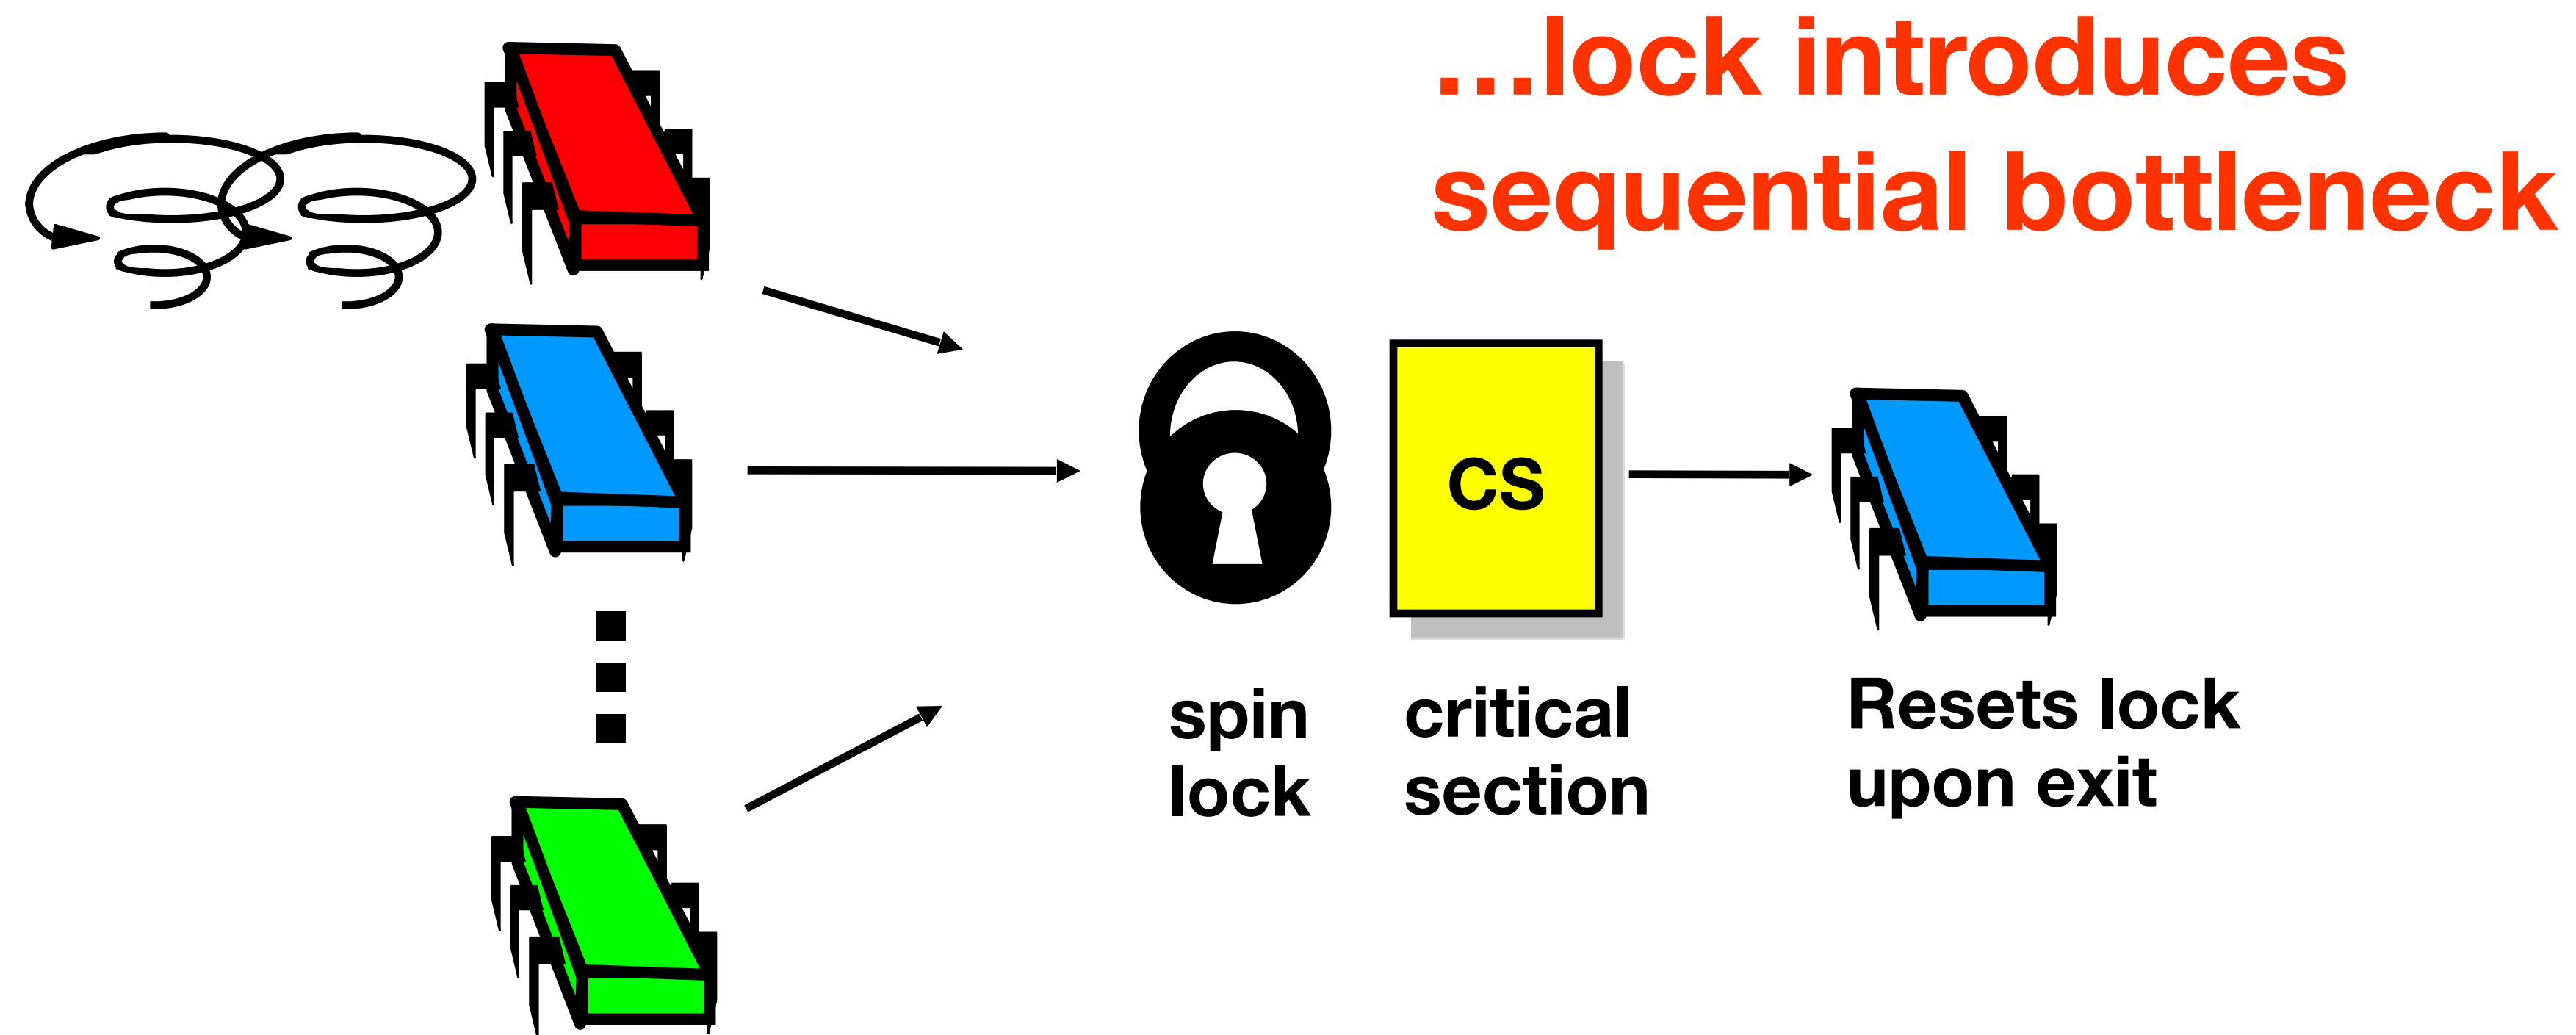 ...lock introduces
sequential bottleneck
CS
spin
lock
critical
section
Resets lock
upon exit